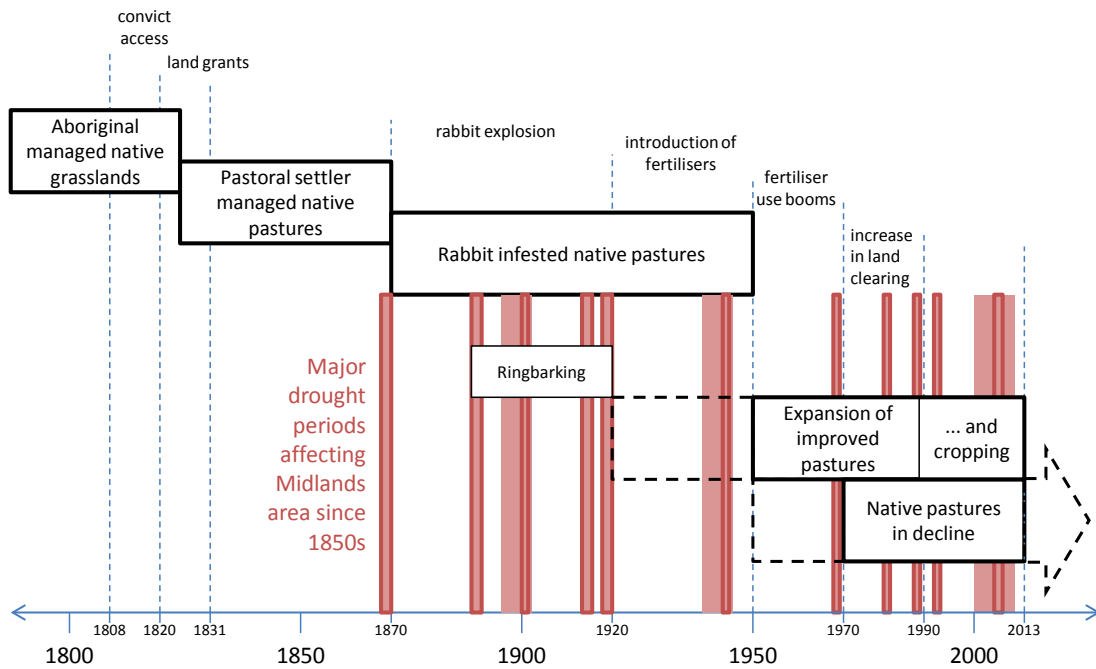 convict
access
land grants
Aboriginal
managed native
grasslands
rabbit explosion
introduction of
fertilisers
Pastoral settler
managed native
pastures
fertiliser
use booms
Rabbit infested native pastures
increase
in land
clearing
Major
drought
periods
affecting
Midlands
area since
1850s
Ringbarking
Expansion of
improved
pastures
... and
cropping
Native pastures
in decline
1808
1820
1831
1870
1920
1970
1990
2013
1800
1850
1900
1950
2000